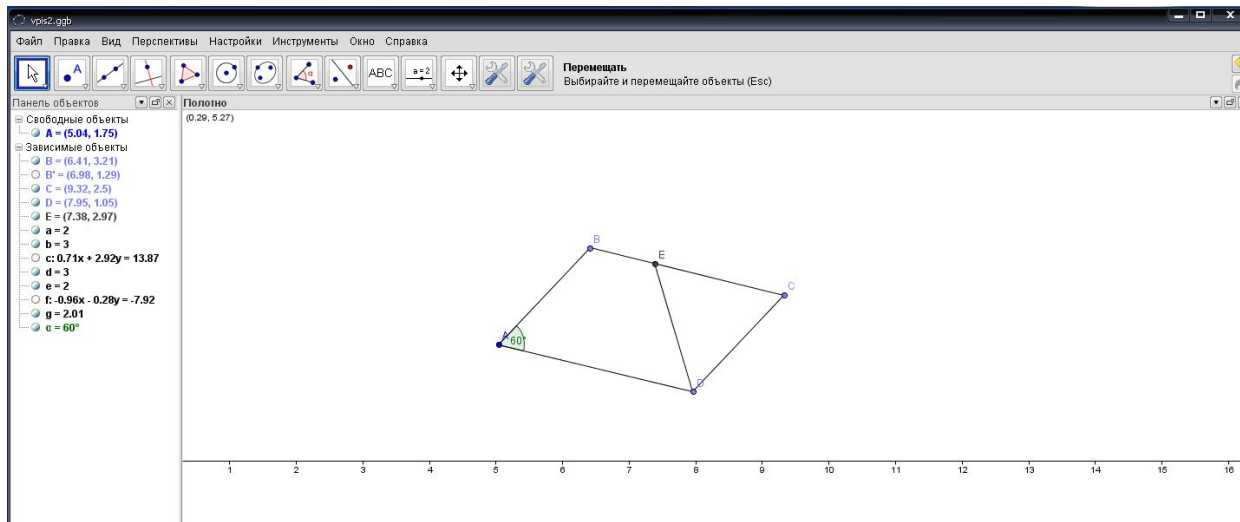 vpis2.ggb
Файл Правка Вид Перспективы Настройки Инструменты Окно Справка
A
α
ABC
a=2
Перемещать
Выбирайте и перемещайте объекты (Esc)
Панель объектов
Полотно
Свободные объекты
A = (5.04, 1.75)
Зависимые объекты
B = (6.41, 3.21)
B' = (6.98, 1.29)
C = (9.32, 2.5)
D = (7.95, 1.05)
E = (7.38, 2.97)
a = 2
b = 3
c: 0.71x + 2.92y = 13.87
d = 3
e = 2
f: -0.96x - 0.28y = -7.92
g = 2.01
α = 60°
(0.29, 5.27)
B
E
C
A
60°
D
1 2 3 4 5 6 7 8 9 10 11 12 13 14 15 16